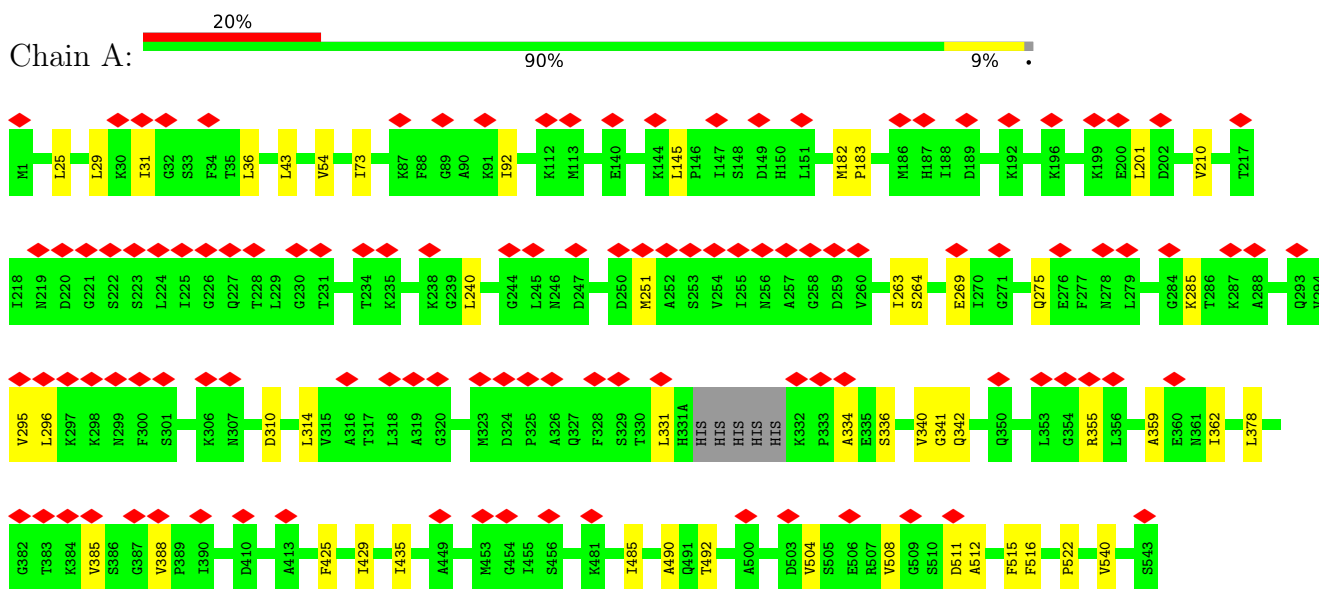 20%
Chain A:
90% 9% •
M1 L25 L29 K30 I31 G32 S33 F34 T35 L36 L43 V54 I73 K87 F88 G89 A90 K91 I92 K112 M113 E140 K144 L145 P146 I147 S148 D149 H150 L151 M182 P183 M186 H187 I188 D189 K192 K196 K199 E200 L201 D202 V210 T217
I218 N219 D220 G221 S222 S223 L224 I225 G226 Q227 T228 L229 G230 T231 T234 K235 K238 G239 L240 G244 L245 N246 D247 D250 M251 A252 S253 V254 I255 N256 A257 G258 D259 V260 I263 S264 E269 I270 G271 Q275 E276 F277 N278 L279 G284 K285 T286 K287 A288 Q293
V295 L296 K297 K298 N299 F300 S301 K306 N307 D310 L314 V315 A316 T317 L318 A319 G320 M323 D324 P325 A326 Q327 F328 S329 T330 L331 H331A HIS HIS HIS HIS HIS K332 P333 A334 E335 S336 V340 G341 Q342 Q350 L353 G354 R355 L356 A359 E360 N361 I362 L378
G382 T383 K384 V385 S386 G387 V388 P389 I390 D410 A413 F425 I429 I435 A449 M453 G454 I455 S456 K481 I485 A490 Q491 T492 A500 D503 V504 S505 E506 R507 V508 G509 S510 D511 A512 F515 F516 P522 V540 S543